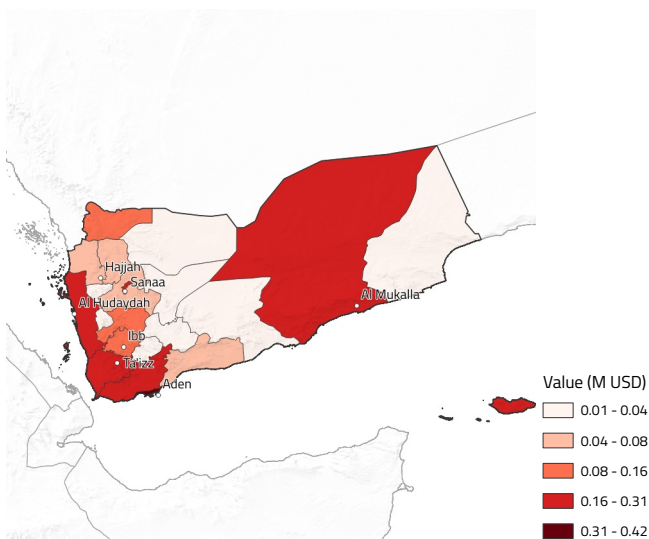 Hajjah
Sanaa
Al Hudaydah
Al Mukalla
Ibb
Ta'izz
Aden
Value (M USD)
0.01 - 0.04
0.04 - 0.08
0.08 - 0.16
0.16 - 0.31
0.31 - 0.42